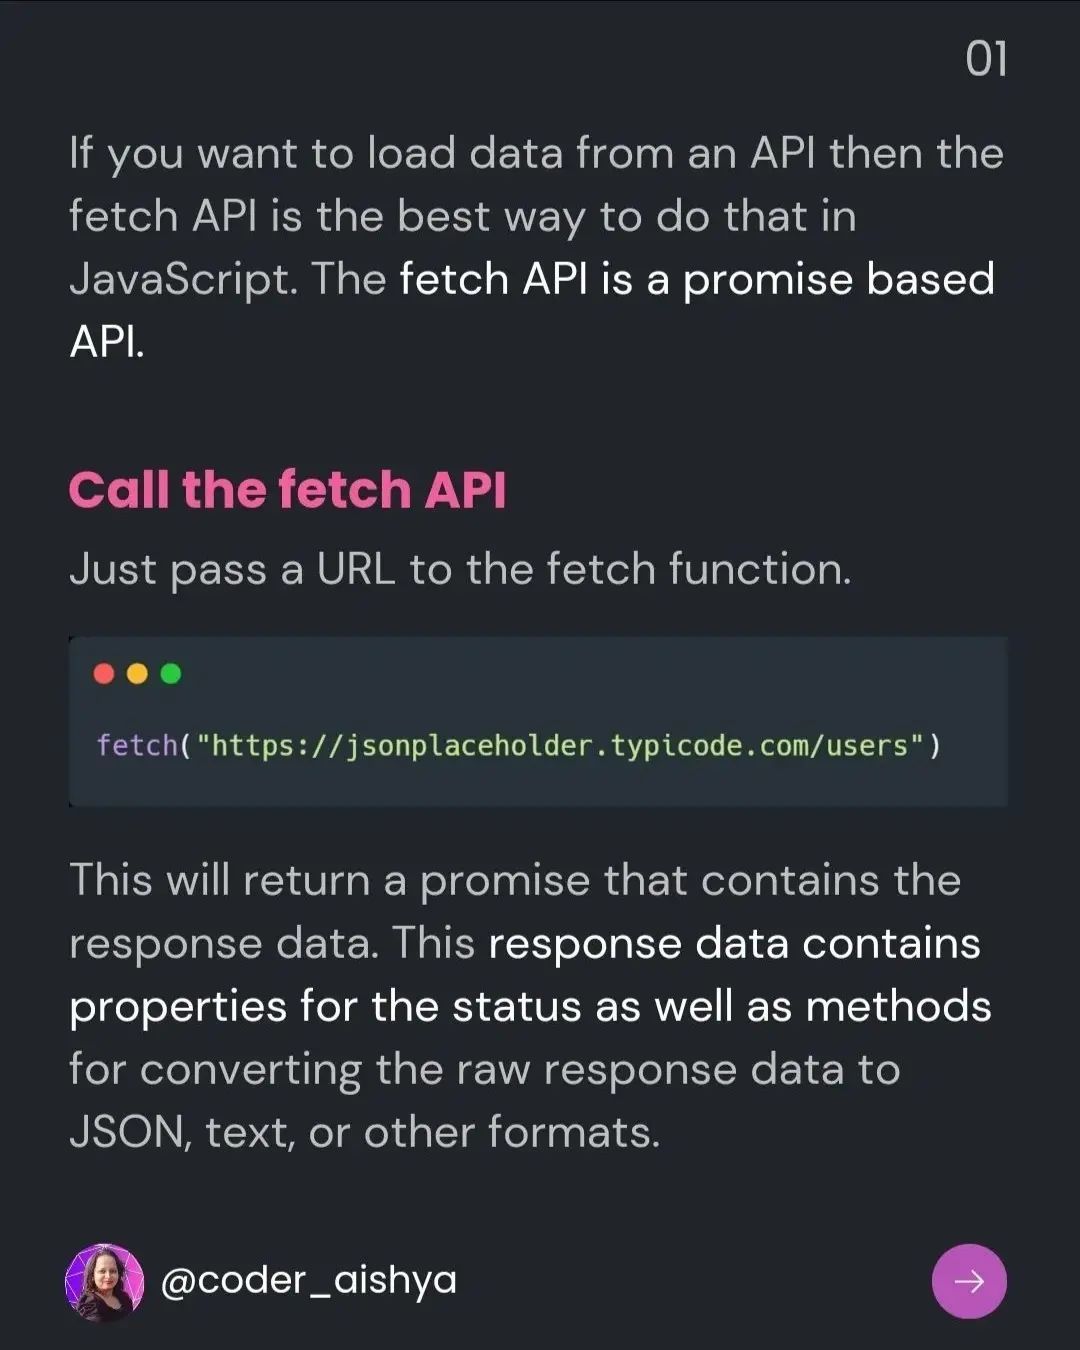 01
If you want to load data from an API then the
fetch API is the best way to do that in
JavaScript. The fetch API is a promise based
API.
Call the fetch API
Just pass a URL to the fetch function.
fetch("https://jsonplaceholder.typicode.com/users")
This will return a promise that contains the
response data. This response data contains
properties for the status as well as methods
for converting the raw response data to
JSON, text, or other formats.
@coder_aishya